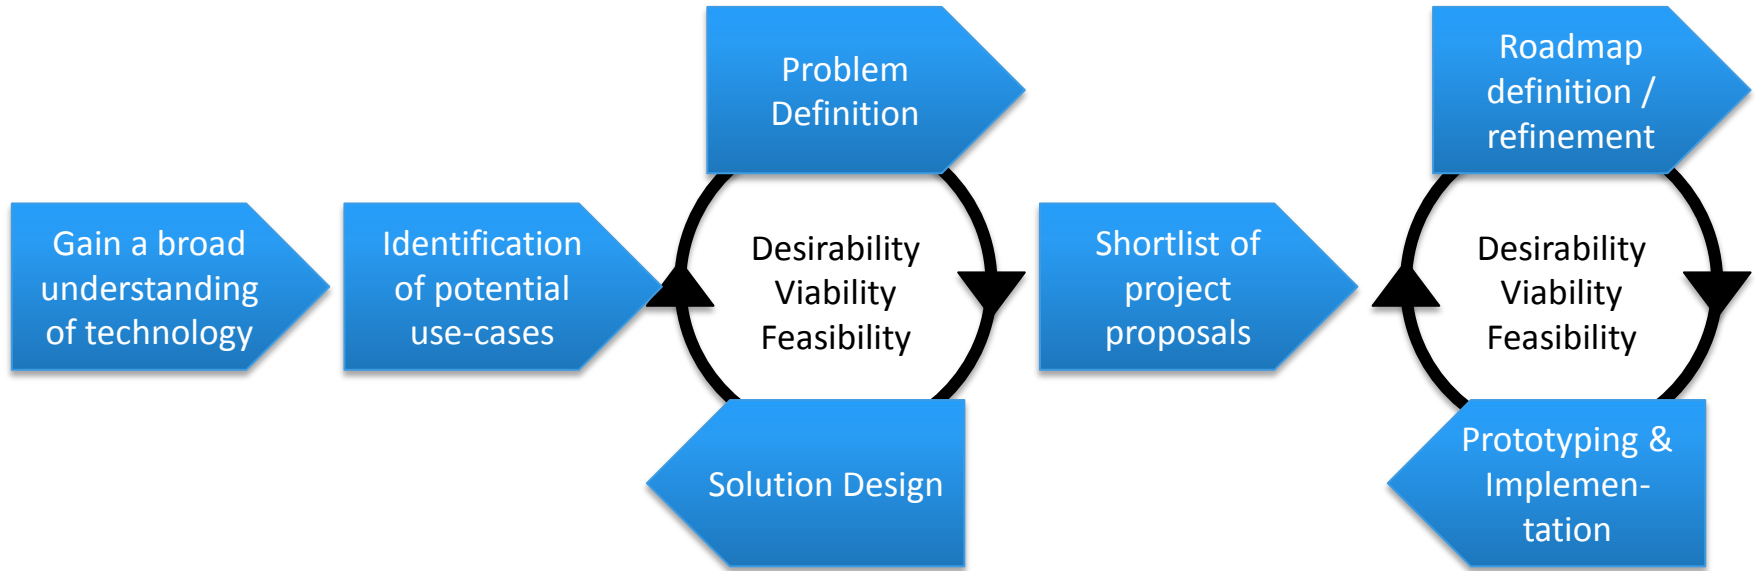 Gain a broad
understanding
of technology
Identification
of potential
use-cases
Problem
Definition
Desirability
Viability
Feasibility
Solution Design
Shortlist of
project
proposals
Roadmap
definition /
refinement
Desirability
Viability
Feasibility
Prototyping &
Implemen-
tation